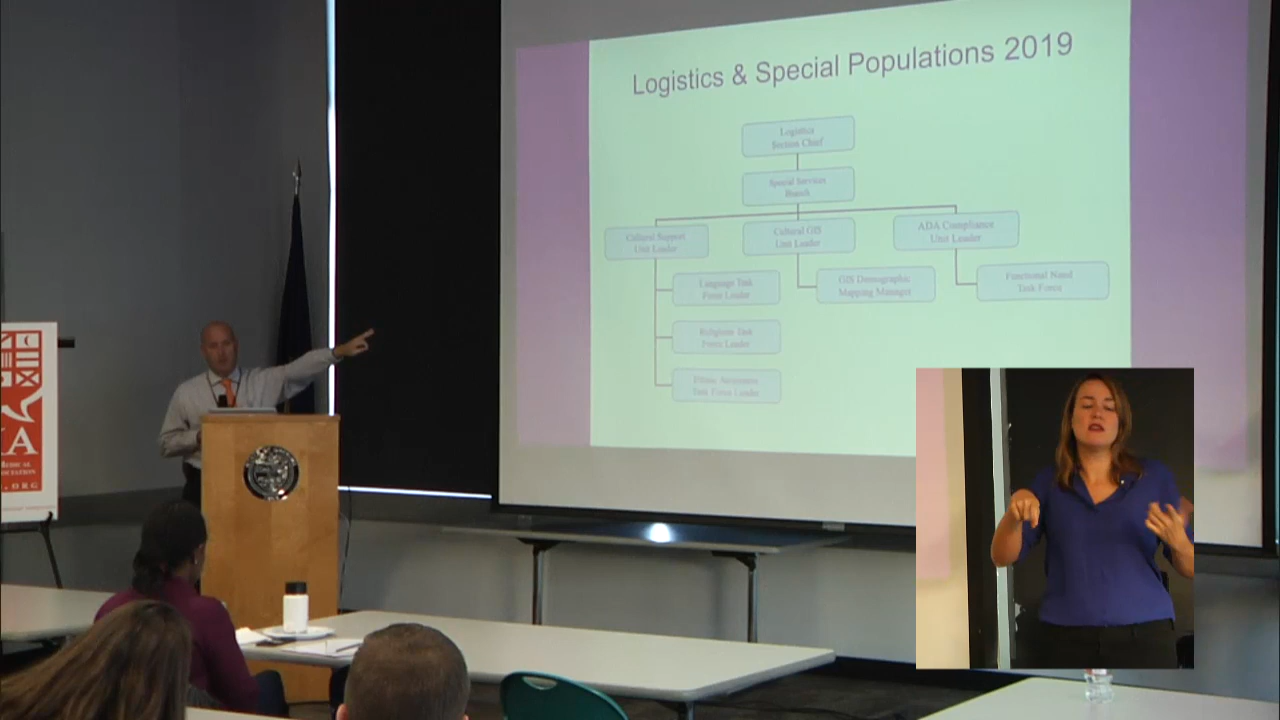 Logistics & Special Populations 2019
Logistics
Section Chief
Special Services
Branch
Cultural Support
Unit Leader
Cultural GIS
Unit Leader
ADA Compliance
Unit Leader
Language Task
Force Leader
GIS Demographic
Mapping Manager
Functional Need
Task Force
Religious Task
Force Leader
Task Force Leader